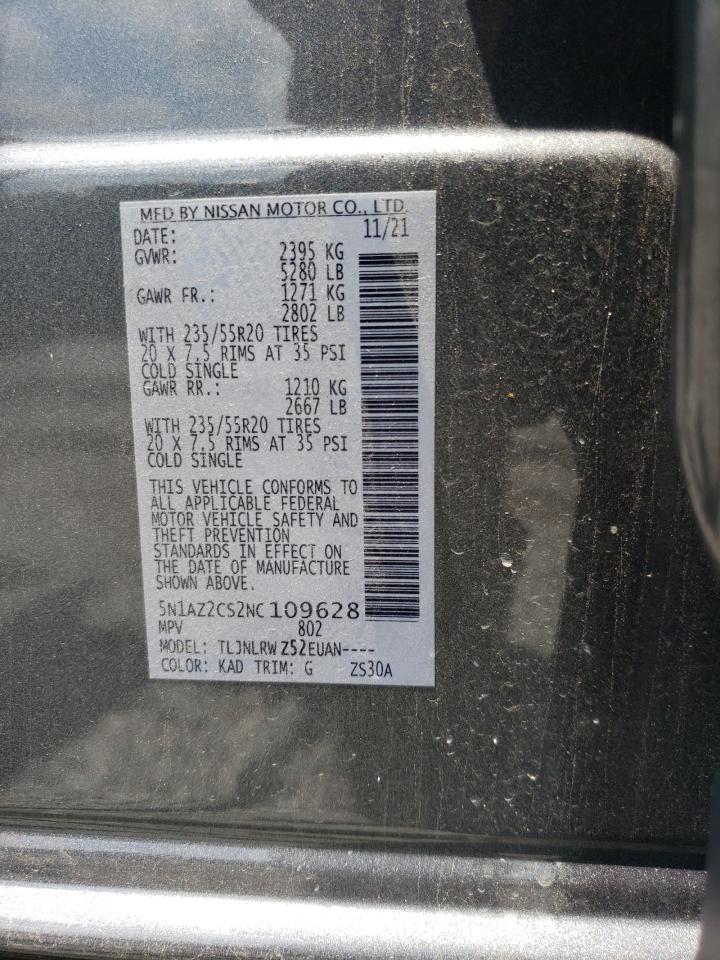 MFD BY NISSAN MOTOR CO., LTD.
DATE: 11/21
GVWR: 2395 KG
5280 LB
GAWR FR.: 1271 KG
2802 LB
WITH 235/55R20 TIRES
20 X 7.5 RIMS AT 35 PSI
COLD SINGLE
GAWR RR.: 1210 KG
2667 LB
WITH 235/55R20 TIRES
20 X 7.5 RIMS AT 35 PSI
COLD SINGLE
THIS VEHICLE CONFORMS TO
ALL APPLICABLE FEDERAL
MOTOR VEHICLE SAFETY AND
THEFT PREVENTION
STANDARDS IN EFFECT ON
THE DATE OF MANUFACTURE
SHOWN ABOVE.
5N1AZ2CS2NC109628
MPV 802
MODEL: TLJNLRWZ52EUAN----
COLOR: KAD TRIM: G ZS30A